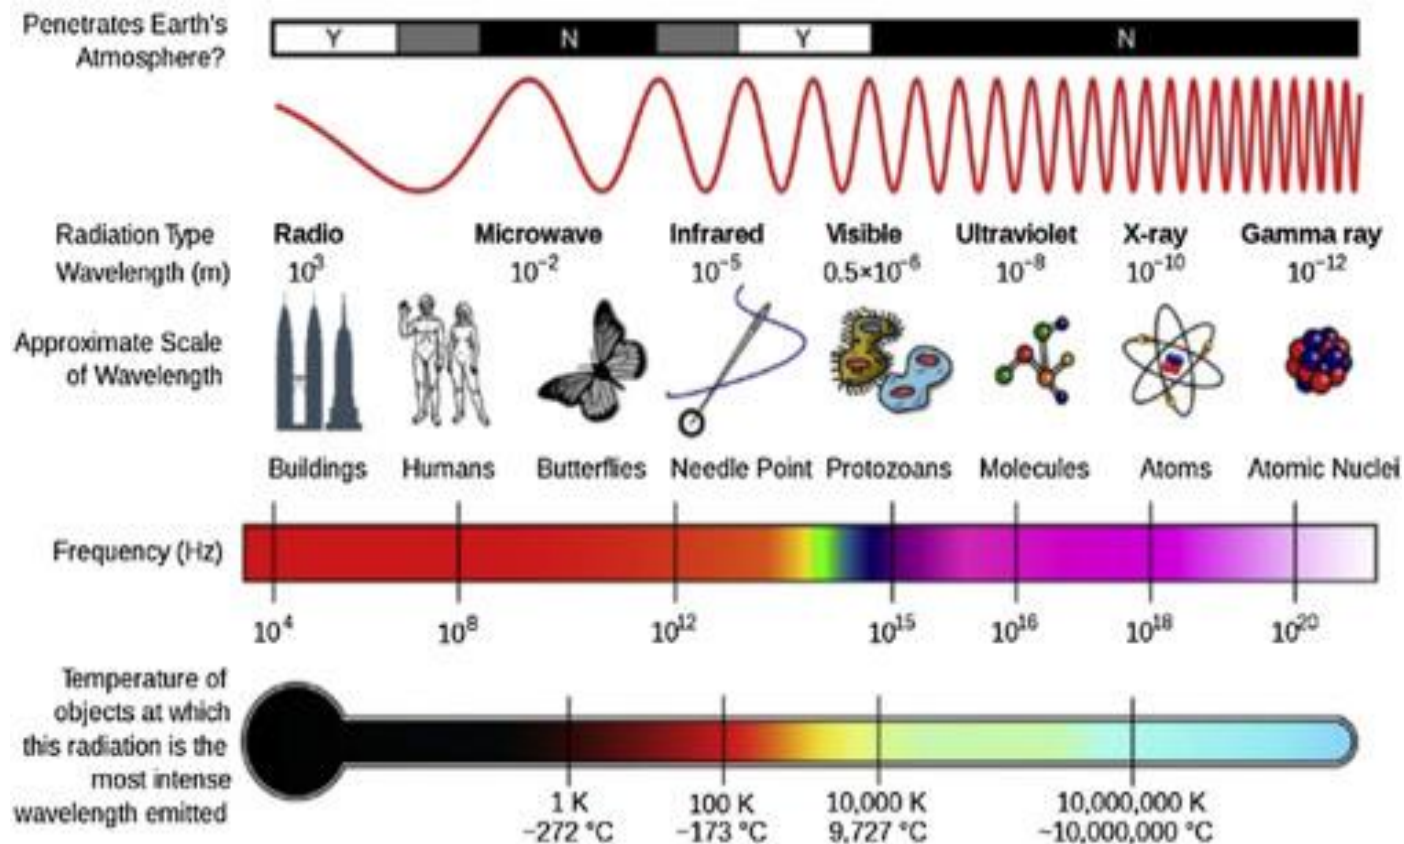 Penetrates Earth's
Atmosphere?
Y N Y N
Radiation Type Radio Microwave Infrared Visible Ultraviolet X-ray Gamma ray
Wavelength (m) 10³ 10⁻² 10⁻⁵ 0.5×10⁻⁶ 10⁻⁸ 10⁻¹⁰ 10⁻¹²
Approximate Scale
of Wavelength
Buildings Humans Butterflies Needle Point Protozoans Molecules Atoms Atomic Nuclei
Frequency (Hz)
10⁴ 10⁸ 10¹² 10¹⁵ 10¹⁶ 10¹⁸ 10²⁰
Temperature of
objects at which
this radiation is the
most intense
wavelength emitted
1 K 100 K 10,000 K 10,000,000 K
−272 °C −173 °C 9,727 °C ~10,000,000 °C